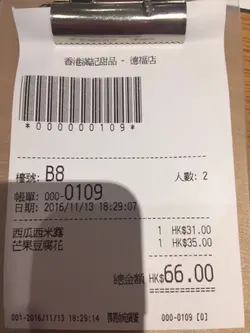 香港滿記甜品 - 德福店
*000000109*
檯號: B8
人數: 2
帳單: 000-0109
日期: 2016/11/13 18:29:07
西瓜西米露 1 HK$31.00
芒果豆腐花 1 HK$35.00
總金額 HK$66.00
001-2016/11/13 18:29:14
000-0109 [0]